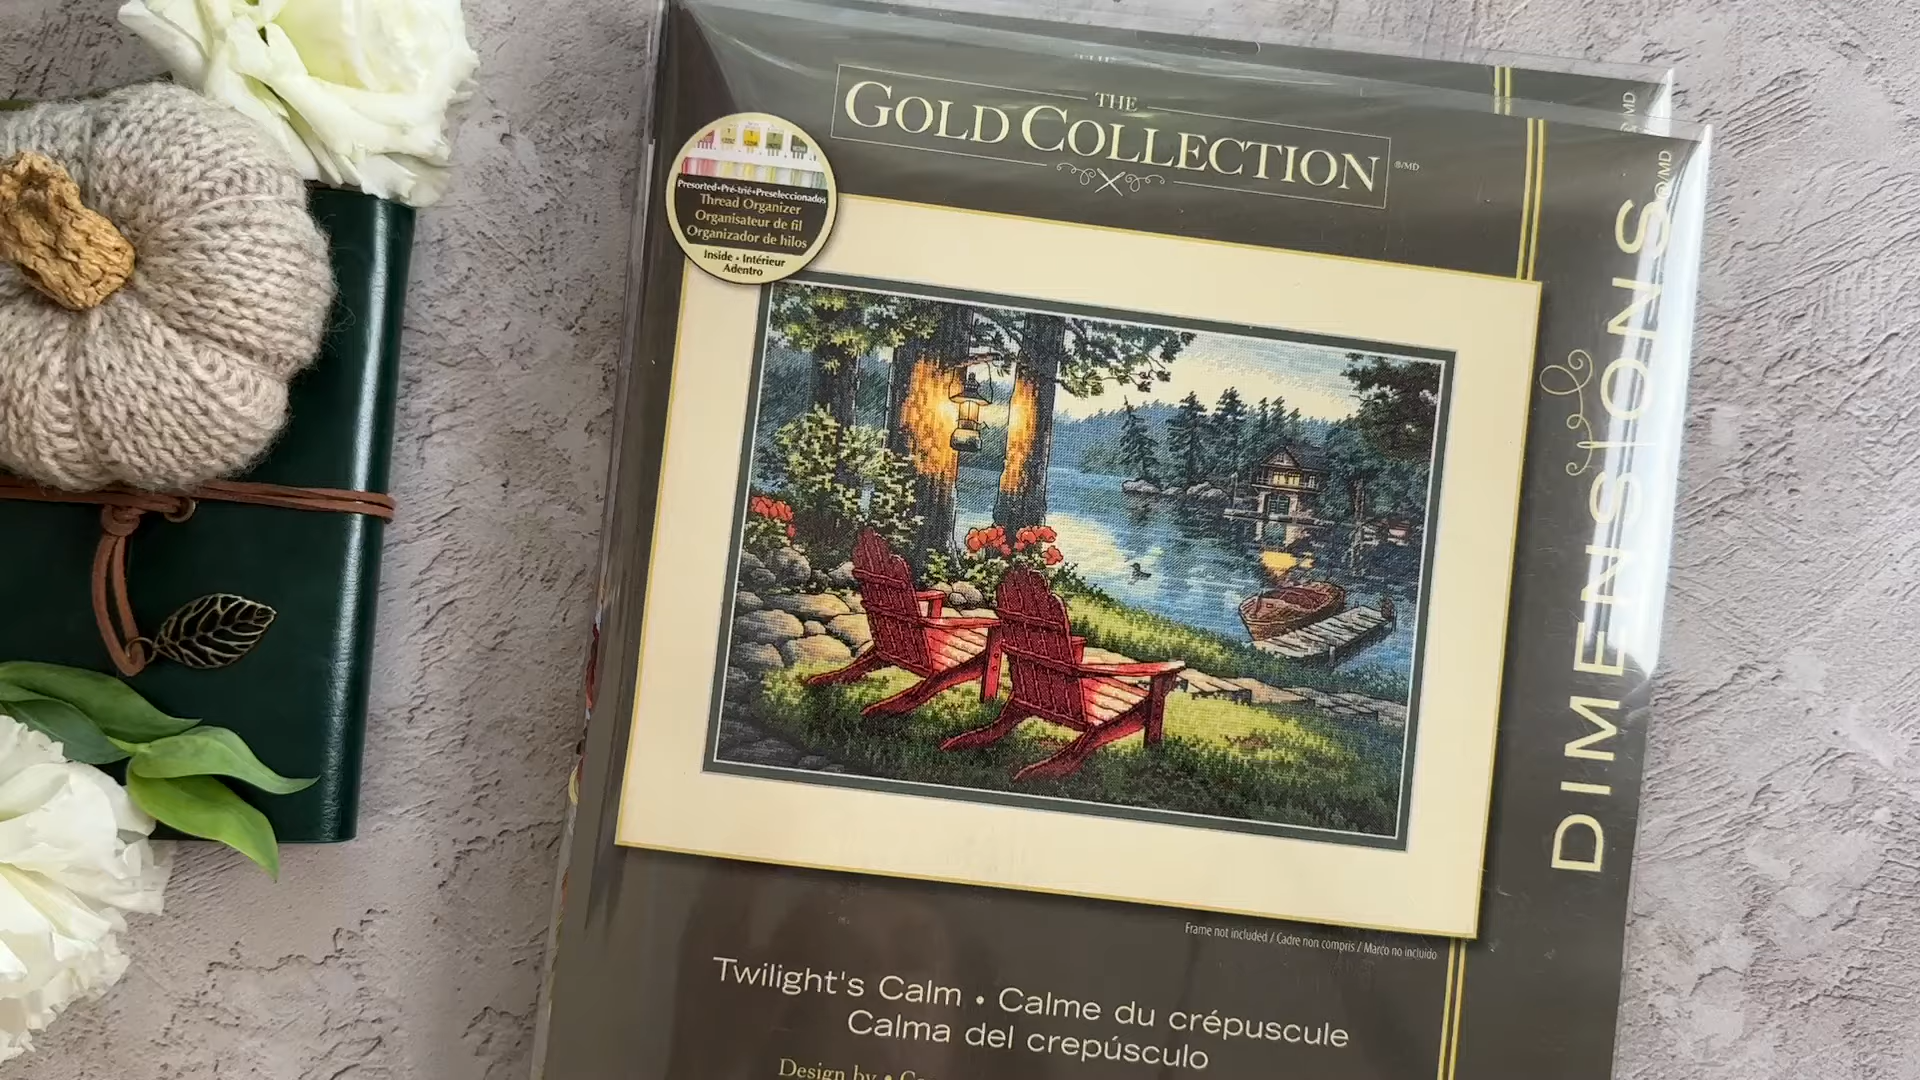 THE
GOLD COLLECTION
®/MD
Presorted•Pré-trié•Preseleccionados
Thread Organizer
Organisateur de fil
Organizador de hilos
Inside • Intérieur
Adentro
DIMENSIONS
®/MD
Frame not included / Cadre non compris / Marco no incluido
Twilight's Calm • Calme du crépuscule
Calma del crepúsculo
Design by •